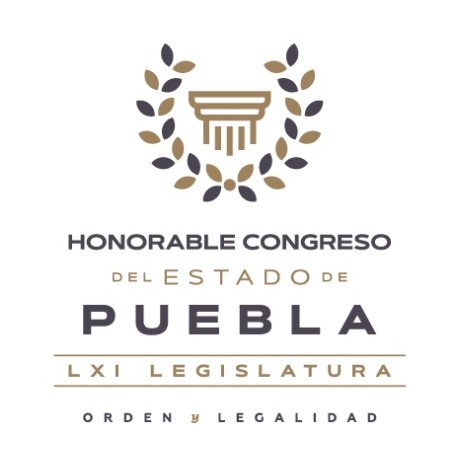 HONORABLE CONGRESO
DEL ESTADO DE
PUEBLA
LXI LEGISLATURA
ORDEN y LEGALIDAD